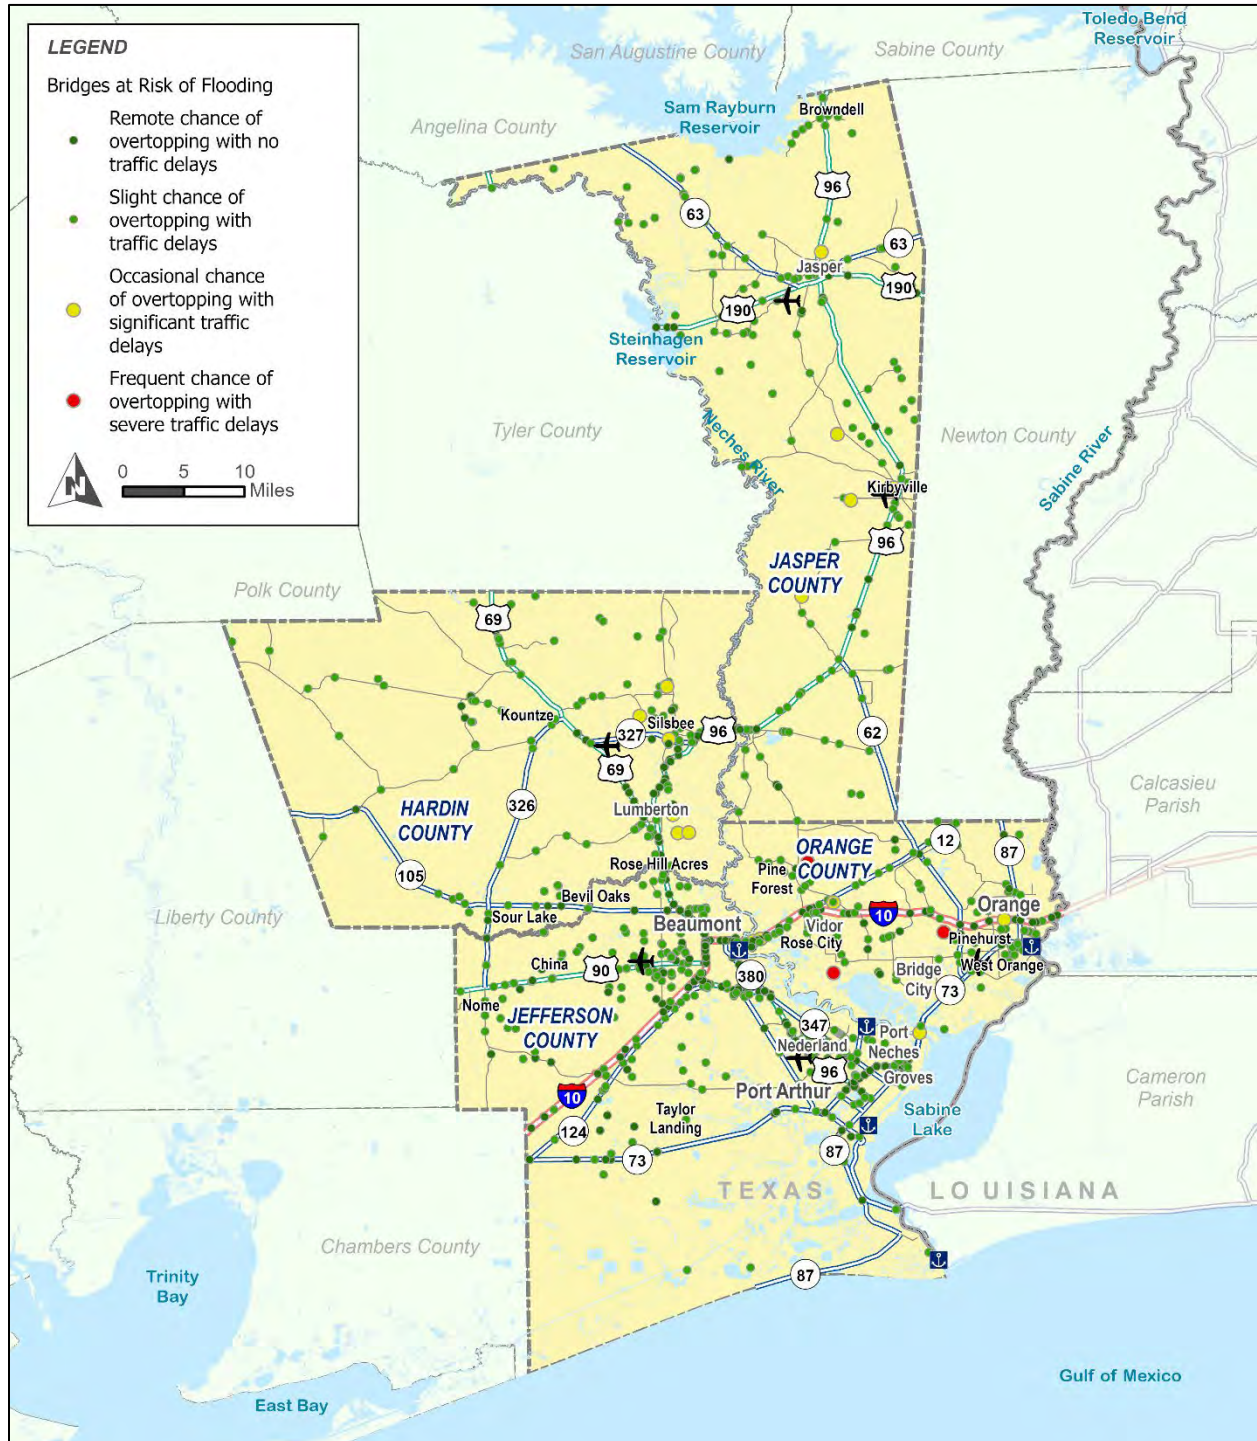 LEGEND
Bridges at Risk of Flooding
Remote chance of
overtopping with no
traffic delays
Slight chance of
overtopping with
traffic delays
Occasional chance
of overtopping with
significant traffic
delays
Frequent chance of
overtopping with
severe traffic delays
N
0 5 10
Miles
Toledo Bend
Reservoir
San Augustine County
Sabine County
Sam Rayburn
Reservoir
Browndell
Angelina County
96
63
63
Jasper
190
190
Steinhagen
Reservoir
Tyler County
Neches River
Newton County
Sabine River
Kirbyville
96
JASPER
COUNTY
Polk County
69
Kountze
Silsbee
327
96
62
69
Calcasieu
Parish
HARDIN
COUNTY
326
Lumberton
ORANGE
COUNTY
12
87
Rose Hill Acres
Pine
Forest
105
Bevil Oaks
Liberty County
Sour Lake
Beaumont
Vidor
10
Orange
Rose City
Pinehurst
China
90
380
Bridge
City
West Orange
73
Nome
JEFFERSON
COUNTY
347
Nederland
Port
Neches
96
Groves
10
Port Arthur
Cameron
Parish
124
Taylor
Landing
Sabine
Lake
73
87
TEXAS
LOUISIANA
Chambers County
Trinity
Bay
87
Gulf of Mexico
East Bay